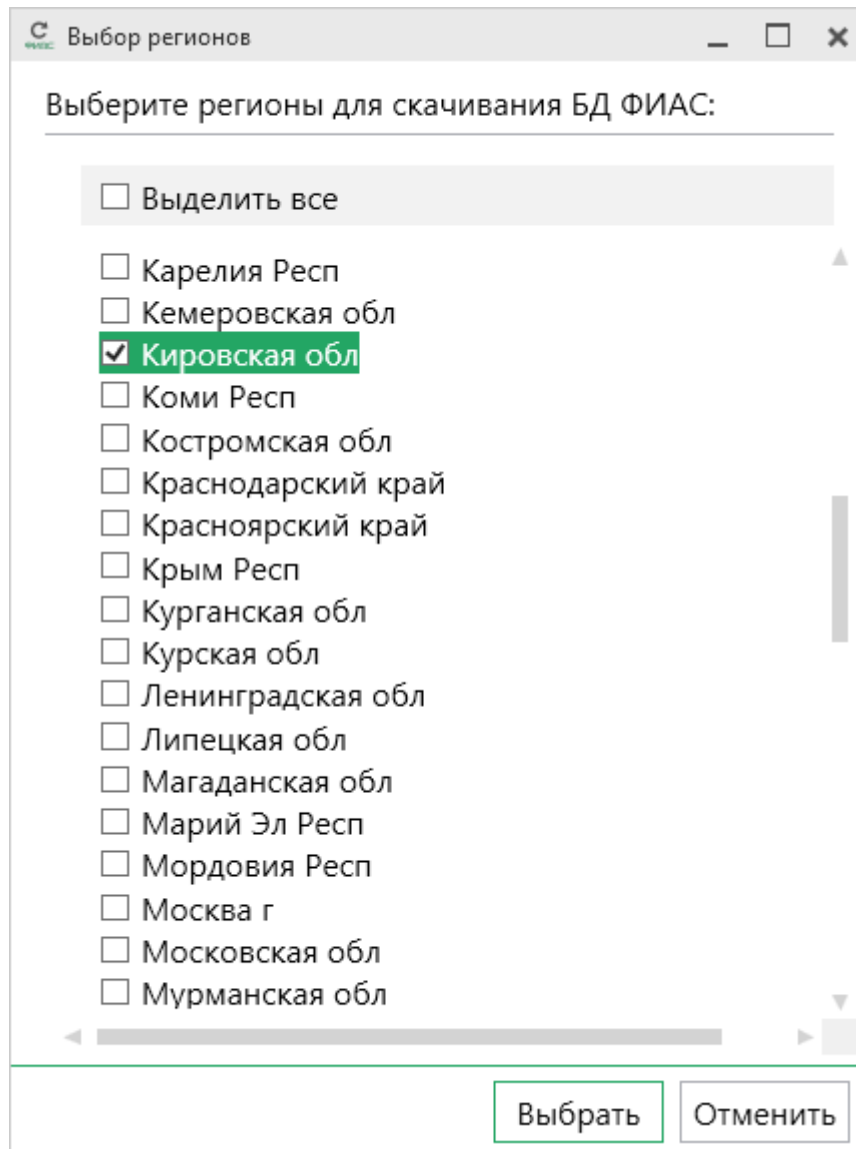 ФИАС
Выбор регионов
Выберите регионы для скачивания БД ФИАС:
Выделить все
Карелия Респ
Кемеровская обл
Кировская обл
Коми Респ
Костромская обл
Краснодарский край
Красноярский край
Крым Респ
Курганская обл
Курская обл
Ленинградская обл
Липецкая обл
Магаданская обл
Марий Эл Респ
Мордовия Респ
Москва г
Московская обл
Мурманская обл
Выбрать
Отменить